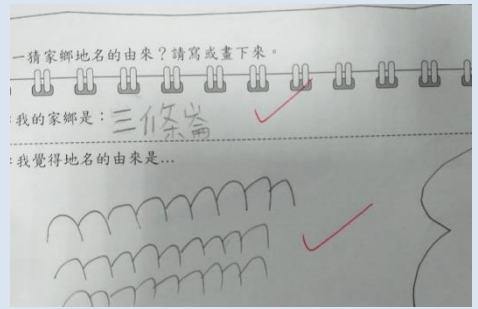 一猜家鄉地名的由來？請寫或畫下來。
我的家鄉是：三條崙
我覺得地名的由來是…